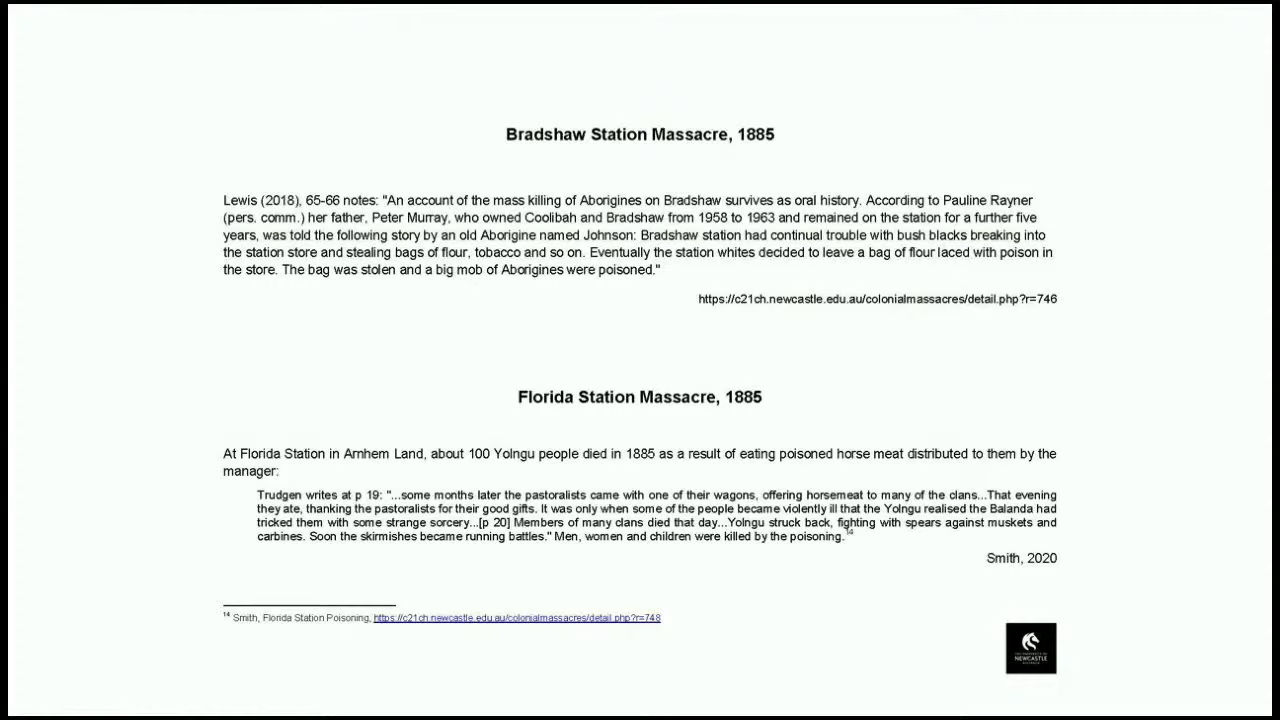 Bradshaw Station Massacre, 1885
Lewis (2018), 65-66 notes: "An account of the mass killing of Aborigines on Bradshaw survives as oral history. According to Pauline Rayner
(pers. comm.) her father, Peter Murray, who owned Coolibah and Bradshaw from 1958 to 1963 and remained on the station for a further five
years, was told the following story by an old Aborigine named Johnson: Bradshaw station had continual trouble with bush blacks breaking into
the station store and stealing bags of flour, tobacco and so on. Eventually the station whites decided to leave a bag of flour laced with poison in
the store. The bag was stolen and a big mob of Aborigines were poisoned."
https://c21ch.newcastle.edu.au/colonialmassacres/detail.php?r=746
Florida Station Massacre, 1885
At Florida Station in Arnhem Land, about 100 Yolngu people died in 1885 as a result of eating poisoned horse meat distributed to them by the
manager:
Trudgen writes at p 19: "...some months later the pastoralists came with one of their wagons, offering horsemeat to many of the clans...That evening
they ate, thanking the pastoralists for their good gifts. It was only when some of the people became violently ill that the Yolngu realised the Balanda had
tricked them with some strange sorcery...[p 20] Members of many clans died that day...Yolngu struck back, fighting with spears against muskets and
carbines. Soon the skirmishes became running battles." Men, women and children were killed by the poisoning.14
Smith, 2020
14 Smith, Florida Station Poisoning, https://c21ch.newcastle.edu.au/colonialmassacres/detail.php?r=748
THE UNIVERSITY OF
NEWCASTLE
AUSTRALIA